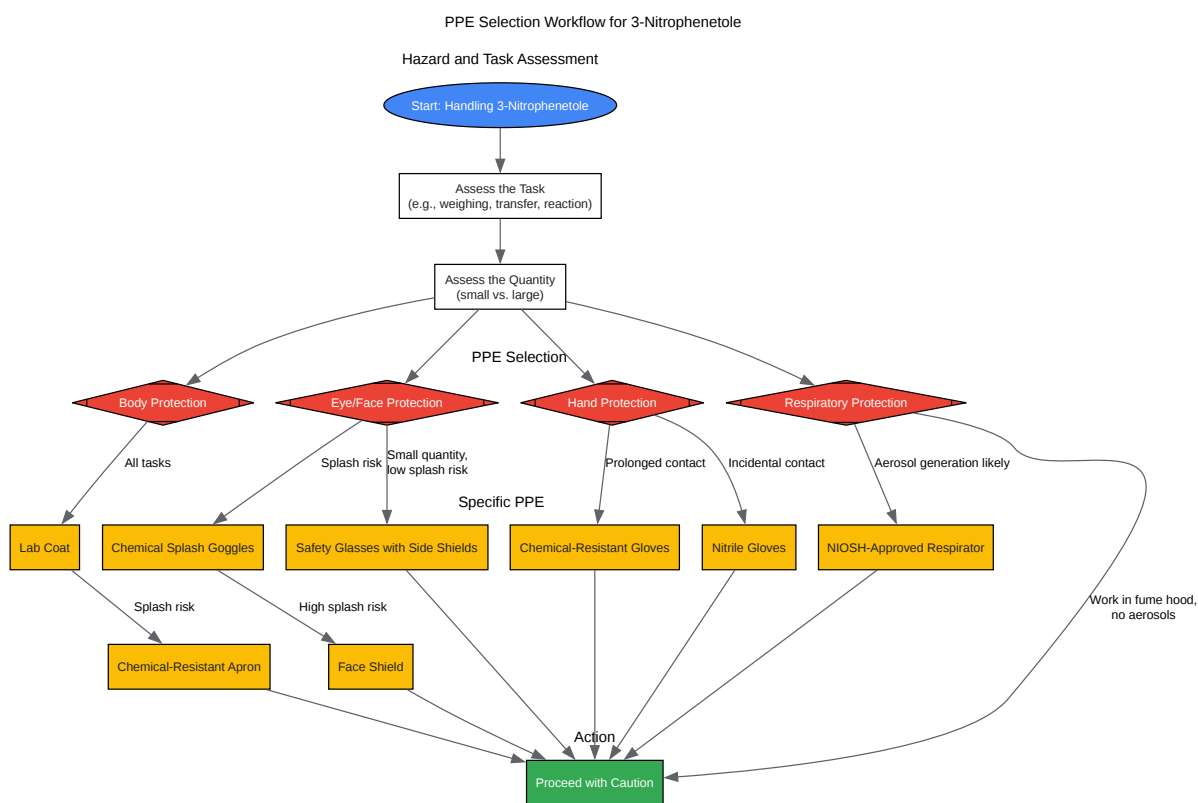 PPE Selection Workflow for 3-Nitrophenetole
Hazard and Task Assessment
Start: Handling 3-Nitrophenetole
Assess the Task
(e.g., weighing, transfer, reaction)
Assess the Quantity
(small vs. large)
PPE Selection
Body Protection
Eye/Face Protection
Hand Protection
Respiratory Protection
All tasks
Splash risk
Small quantity,
low splash risk
Prolonged contact
Incidental contact
Aerosol generation likely
Specific PPE
Lab Coat
Chemical Splash Goggles
Safety Glasses with Side Shields
Chemical-Resistant Gloves
Nitrile Gloves
NIOSH-Approved Respirator
Splash risk
High splash risk
Work in fume hood,
no aerosols
Chemical-Resistant Apron
Face Shield
Action
Proceed with Caution